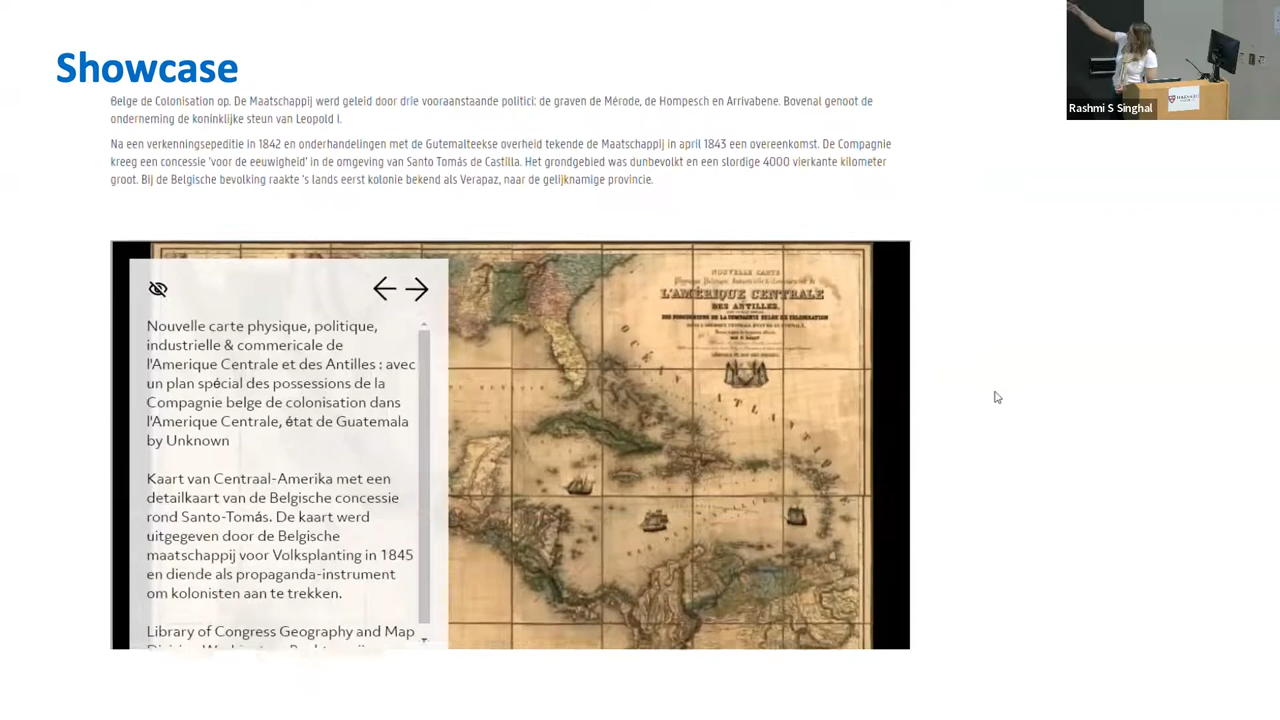 Showcase
Belge de Colonisation op. De Maatschappij werd geleid door drie vooraanstaande politici: de graven de Mérode, de Hompesch en Arrivabene. Bovenal genoot de
onderneming de koninklijke steun van Leopold I.
Na een verkenningsepeditie in 1842 en onderhandelingen met de Gutemalteekse overheid tekende de Maatschappij in april 1843 een overeenkomst. De Compagnie
kreeg een concessie 'voor de eeuwigheid' in de omgeving van Santo Tomás de Castilla. Het grondgebied was dunbevolkt en een slordige 4000 vierkante kilometer
groot. Bij de Belgische bevolking raakte 's lands eerst kolonie bekend als Verapaz, naar de gelijknamige provincie.
Nouvelle carte physique, politique,
industrielle & commericale de
l'Amerique Centrale et des Antilles : avec
un plan spécial des possessions de la
Compagnie belge de colonisation dans
l'Amerique Centrale, état de Guatemala
by Unknown
Kaart van Centraal-Amerika met een
detailkaart van de Belgische concessie
rond Santo-Tomás. De kaart werd
uitgegeven door de Belgische
maatschappij voor Volksplanting in 1845
en diende als propaganda-instrument
om kolonisten aan te trekken.
Library of Congress Geography and Map
NOUVELLE CARTE
L'AMÉRIQUE CENTRALE
DES ANTILLES,
OCÉAN ATLANTIQUE
Rashmi S Singhal
HARVARD